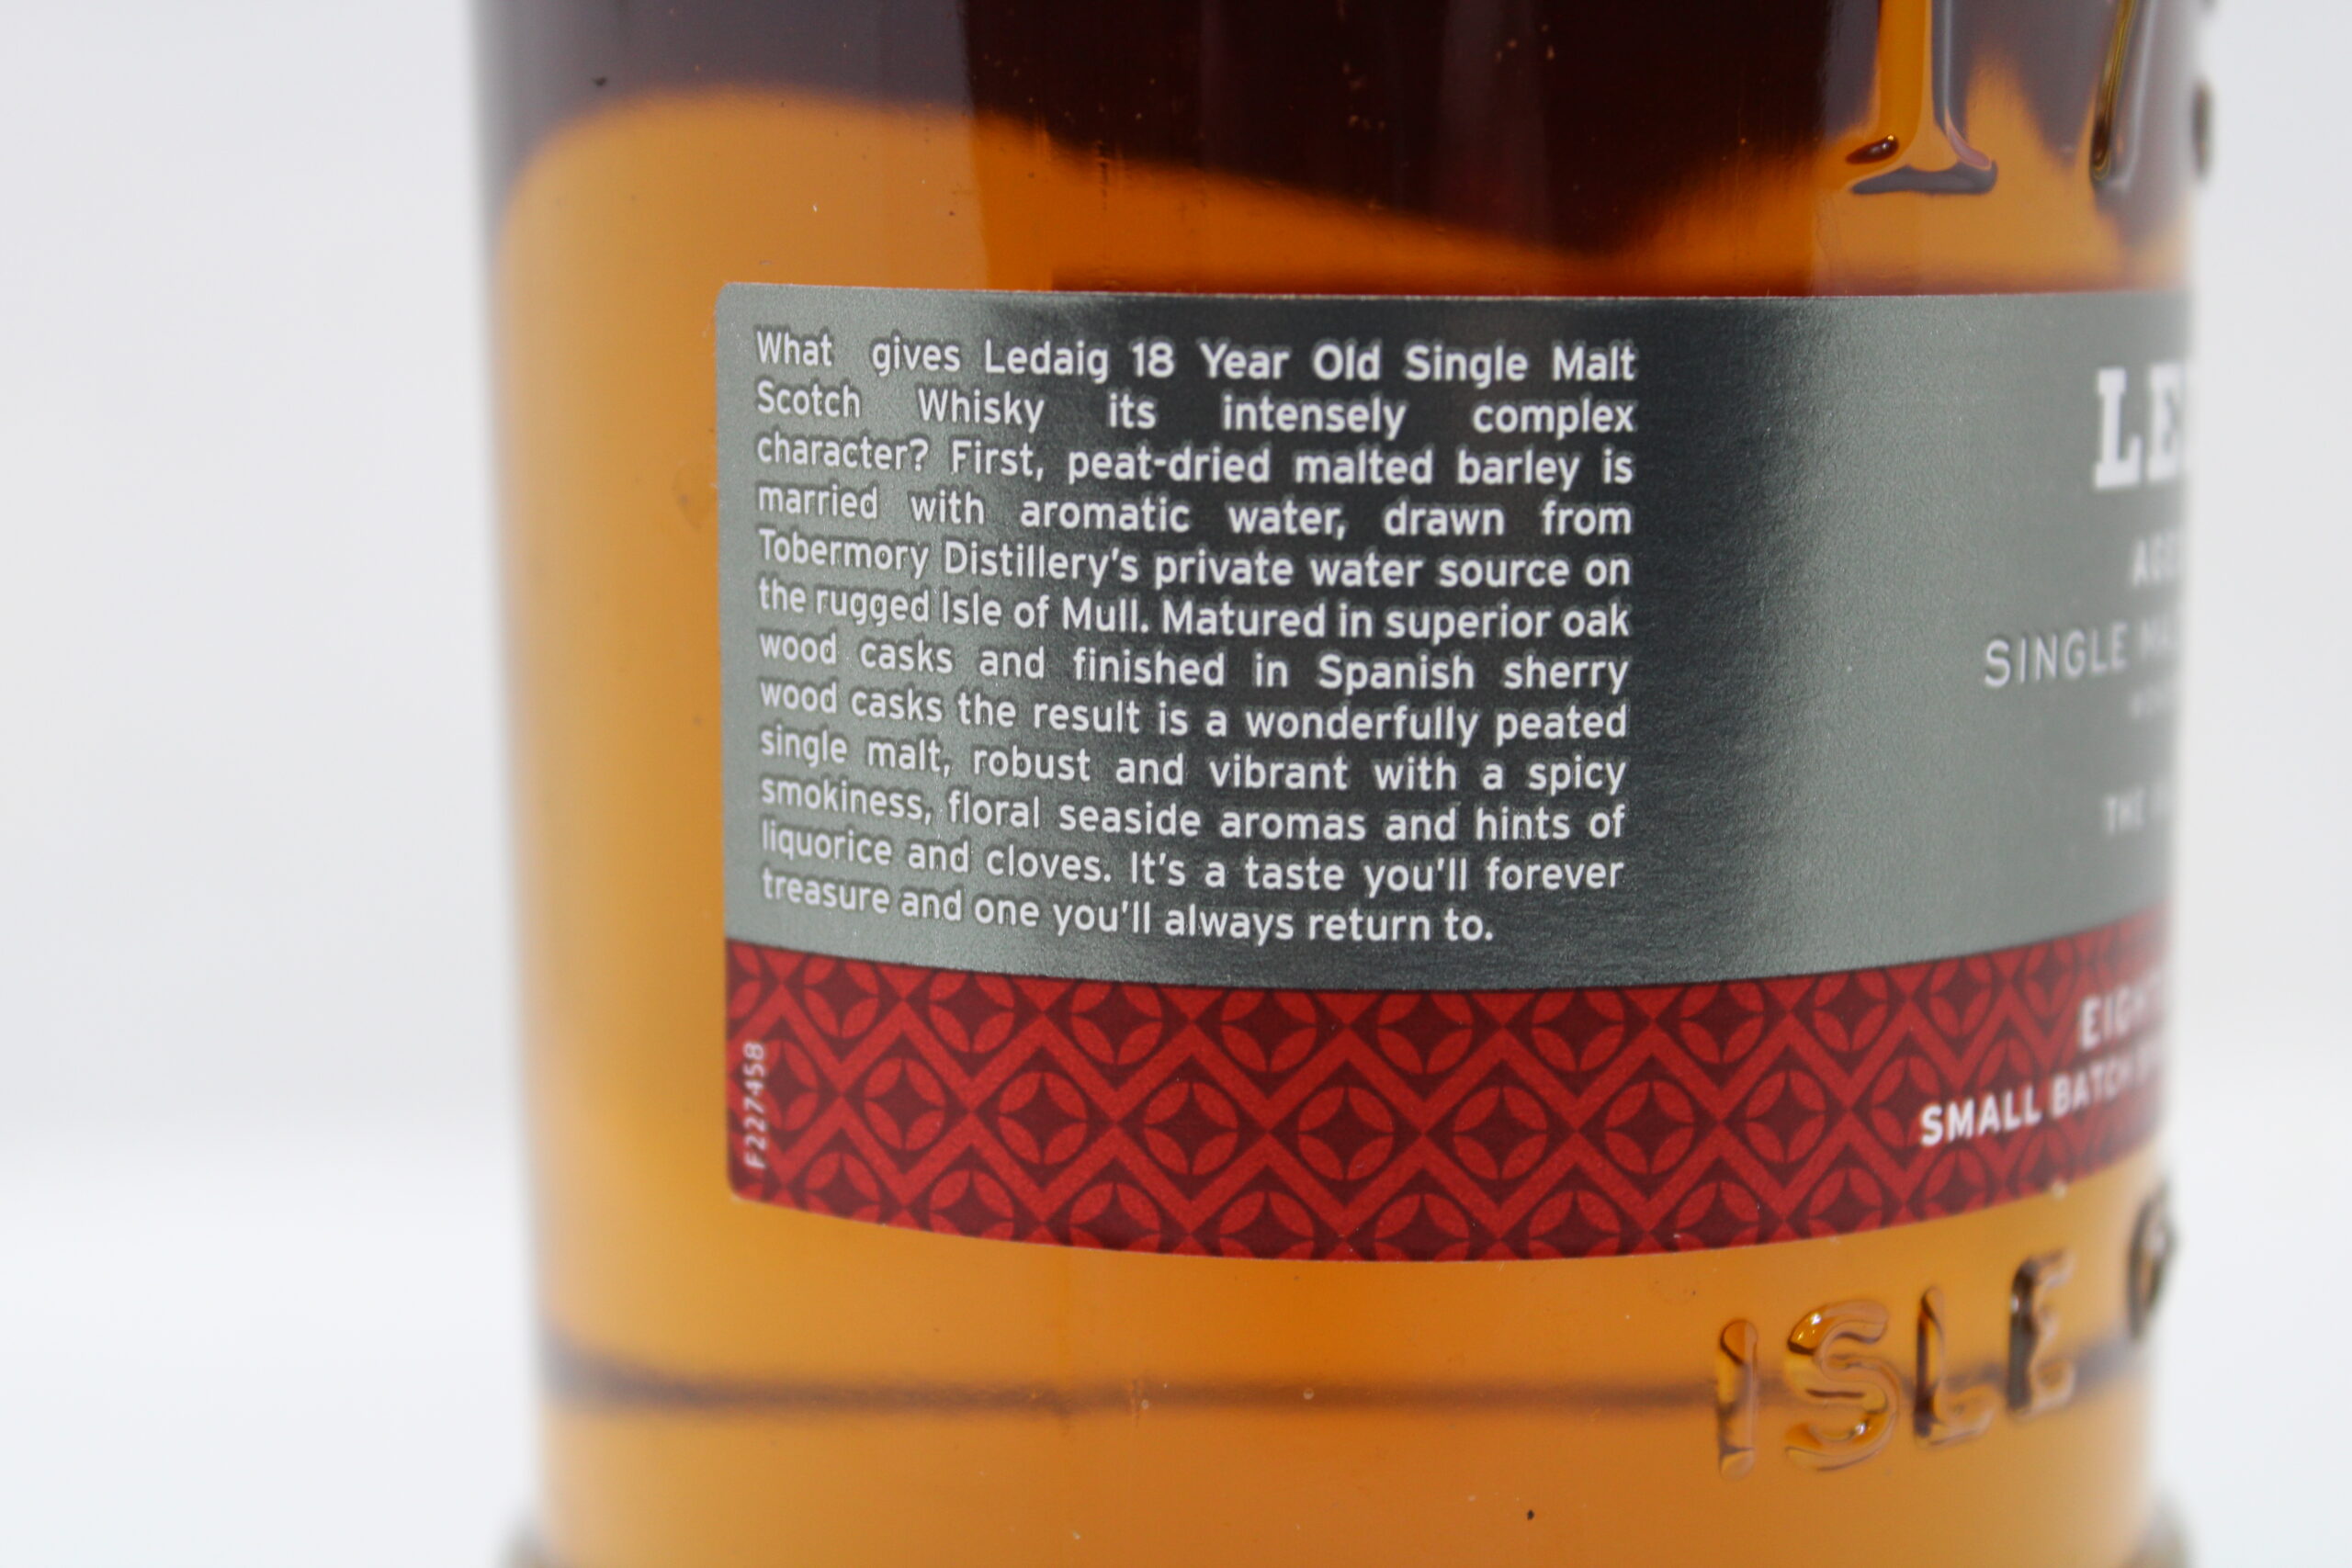 What gives Ledaig 18 Year Old Single Malt
Scotch Whisky its intensely complex
character? First, peat-dried malted barley is
married with aromatic water, drawn from
Tobermory Distillery's private water source on
the rugged Isle of Mull. Matured in superior oak
wood casks and finished in Spanish sherry
wood casks the result is a wonderfully peated
single malt, robust and vibrant with a spicy
smokiness, floral seaside aromas and hints of
liquorice and cloves. It's a taste you'll forever
treasure and one you'll always return to.
F227458
SINGLE
THE
SMALL BATCH
ISLE